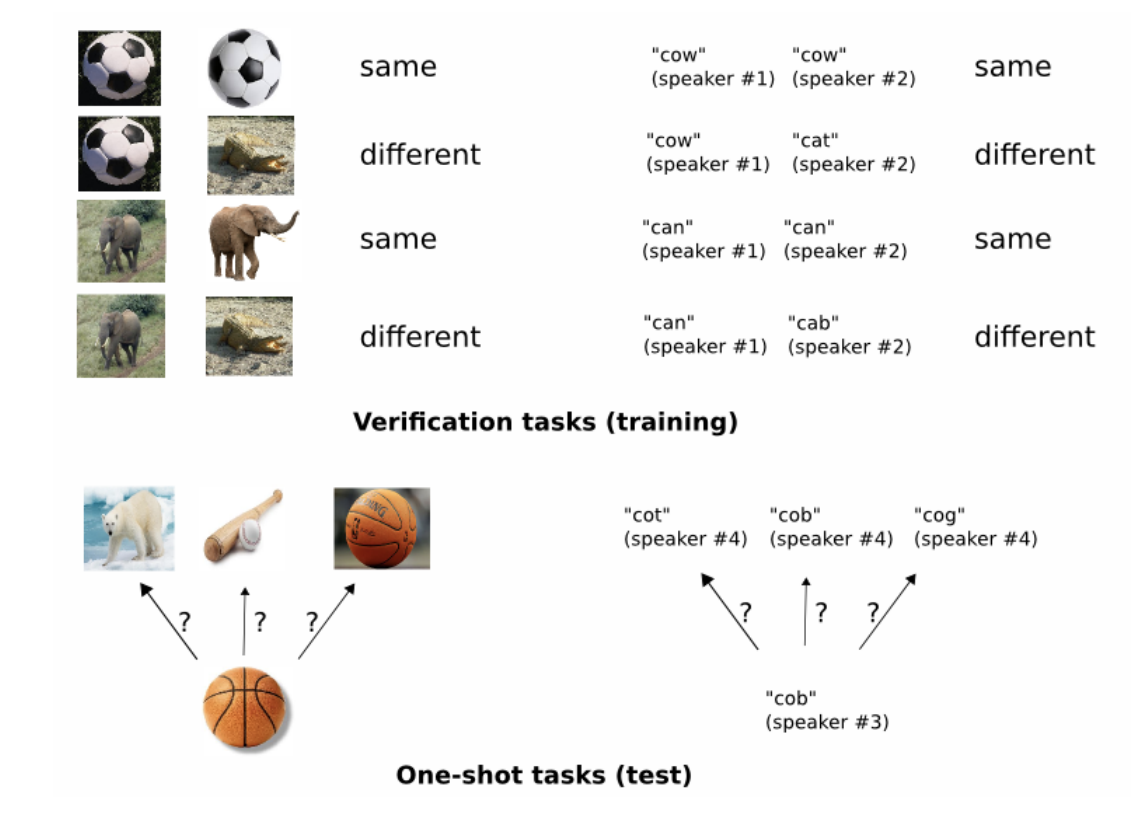 same
"cow" "cow"
(speaker #1) (speaker #2)
same
different
"cow" "cat"
(speaker #1) (speaker #2)
different
same
"can" "can"
(speaker #1) (speaker #2)
same
different
"can" "cab"
(speaker #1) (speaker #2)
different
Verification tasks (training)
"cot" "cob" "cog"
(speaker #4) (speaker #4) (speaker #4)
? ? ?
? ? ?
"cob"
(speaker #3)
One-shot tasks (test)